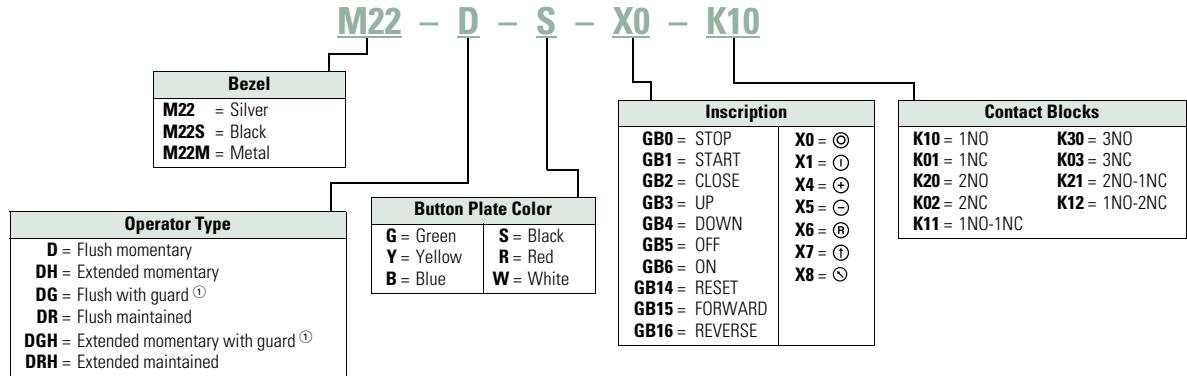 M22 – D – S – X0 – K10
Bezel
M22 = Silver
M22S = Black
M22M = Metal
Operator Type
D = Flush momentary
DH = Extended momentary
DG = Flush with guard ①
DR = Flush maintained
DGH = Extended momentary with guard ①
DRH = Extended maintained
Button Plate Color
G = Green
Y = Yellow
B = Blue
S = Black
R = Red
W = White
Inscription
GB0 = STOP
GB1 = START
GB2 = CLOSE
GB3 = UP
GB4 = DOWN
GB5 = OFF
GB6 = ON
GB14 = RESET
GB15 = FORWARD
GB16 = REVERSE
X0 = ⌾
X1 = ⏼
X4 = ⊕
X5 = ⊖
X6 = Ⓡ
X7 = ↑
X8 = ⦸
Contact Blocks
K10 = 1NO
K01 = 1NC
K20 = 2NO
K02 = 2NC
K11 = 1NO-1NC
K30 = 3NO
K03 = 3NC
K21 = 2NO-1NC
K12 = 1NO-2NC